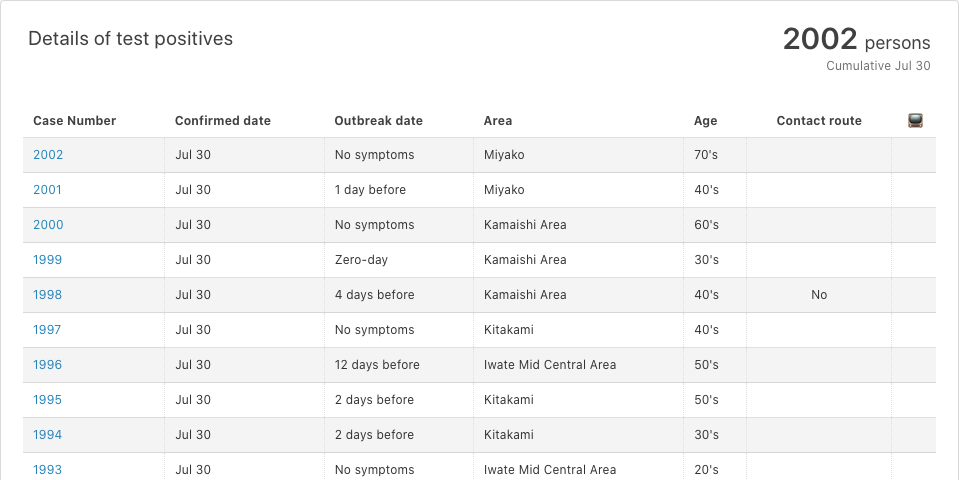 Details of test positives
2002 persons
Cumulative Jul 30
Case Number Confirmed date Outbreak date Area Age Contact route
2002 Jul 30 No symptoms Miyako 70's
2001 Jul 30 1 day before Miyako 40's
2000 Jul 30 No symptoms Kamaishi Area 60's
1999 Jul 30 Zero-day Kamaishi Area 30's
1998 Jul 30 4 days before Kamaishi Area 40's No
1997 Jul 30 No symptoms Kitakami 40's
1996 Jul 30 12 days before Iwate Mid Central Area 50's
1995 Jul 30 2 days before Kitakami 50's
1994 Jul 30 2 days before Kitakami 30's
1993 Jul 30 No symptoms Iwate Mid Central Area 20's